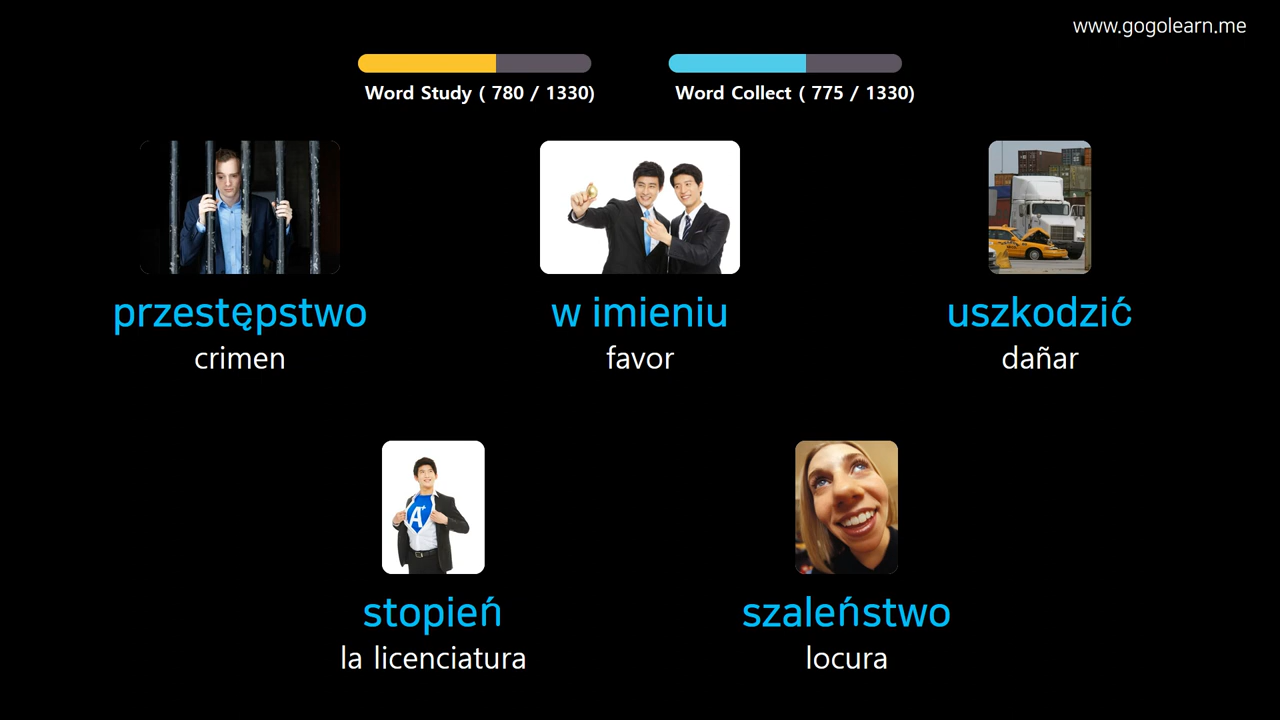 www.gogolearn.me
Word Study ( 780 / 1330)
Word Collect ( 775 / 1330)
przestępstwo
crimen
w imieniu
favor
uszkodzić
dañar
A+
stopień
la licenciatura
szaleństwo
locura